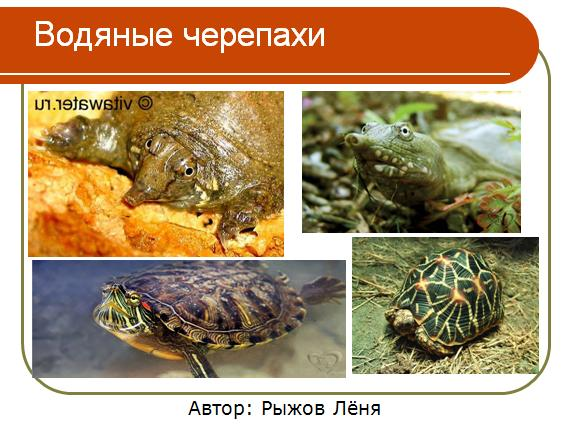 Водяные черепахи
© vitawater.ru
Автор: Рыжов Лёня